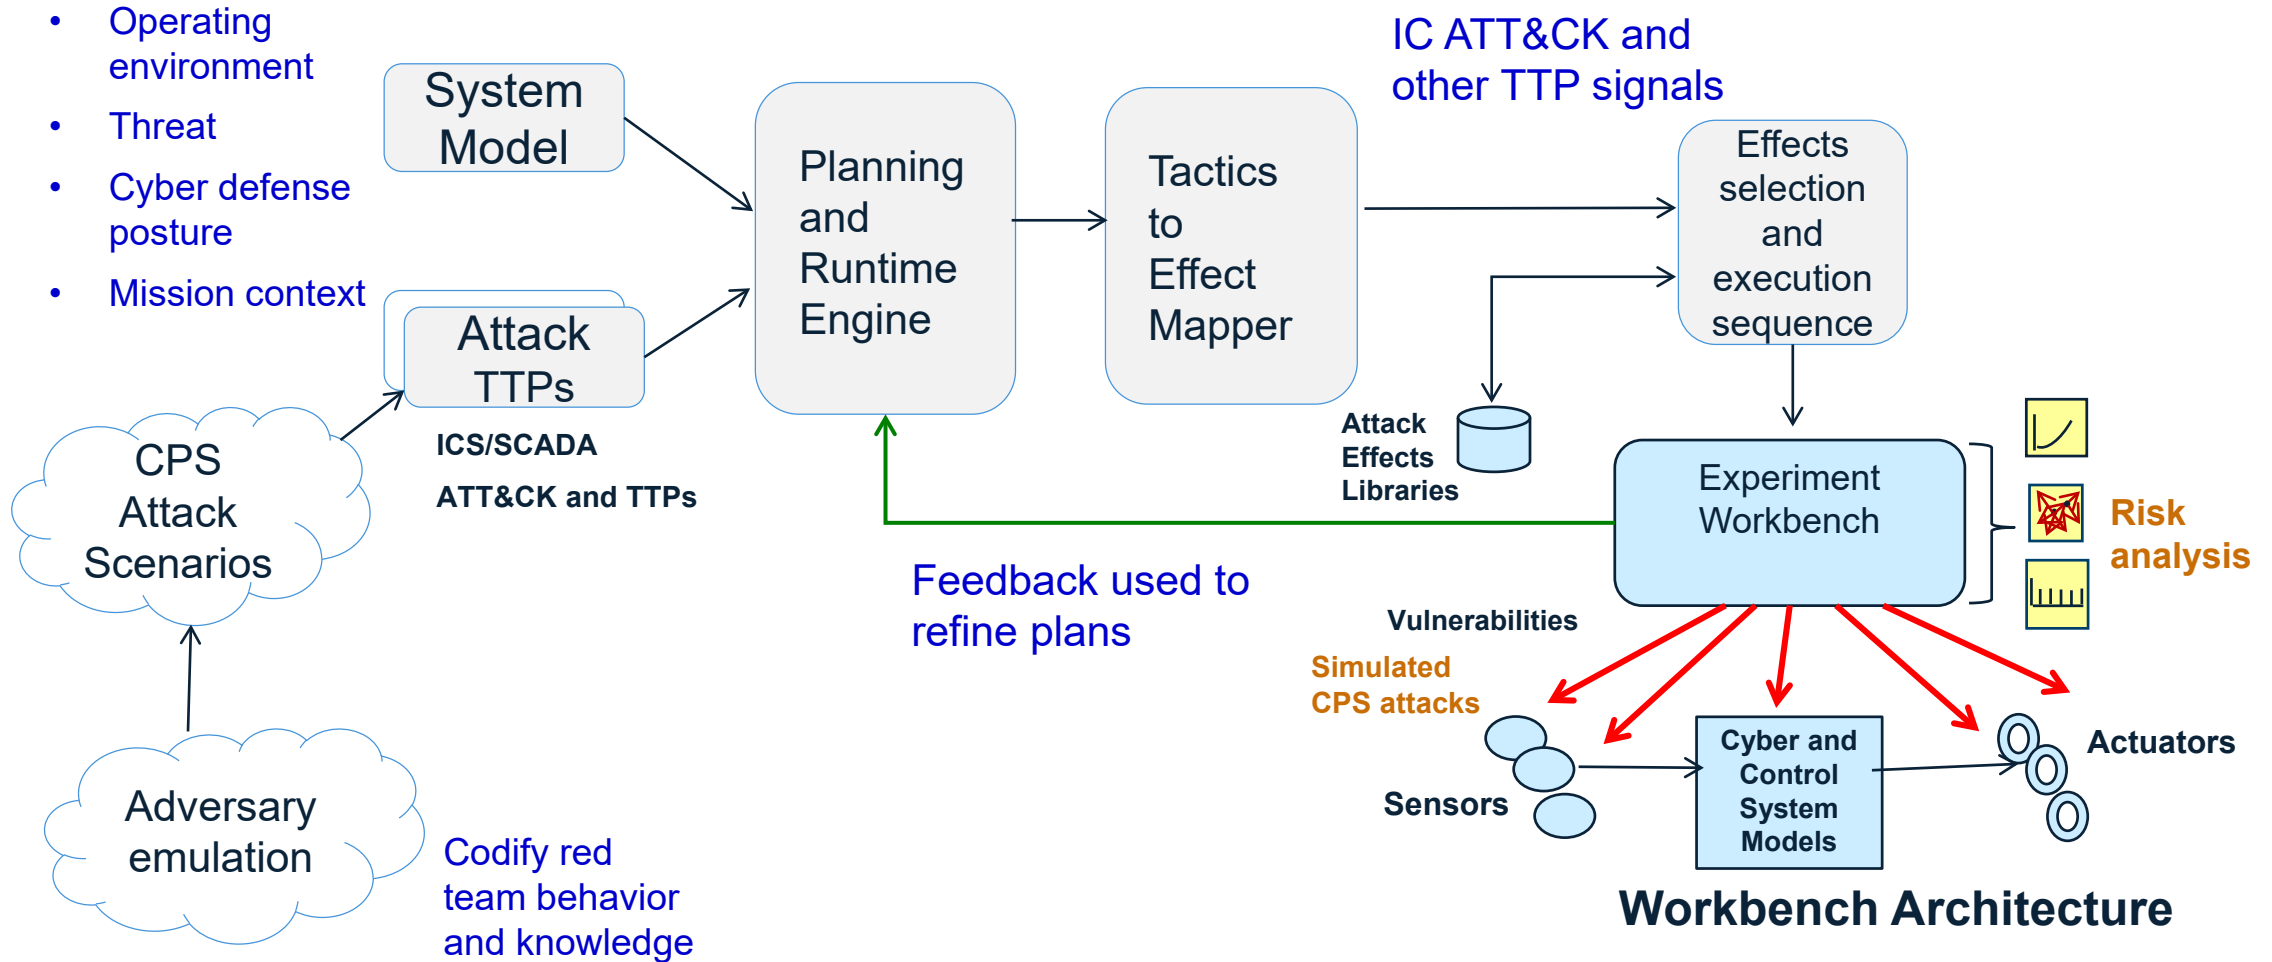 • Operating
environment
• Threat
• Cyber defense
posture
• Mission context
System
Model
Attack
TTPs
ICS/SCADA
ATT&CK and TTPs
CPS
Attack
Scenarios
Adversary
emulation
Codify red
team behavior
and knowledge
Planning
and
Runtime
Engine
Tactics
to
Effect
Mapper
IC ATT&CK and
other TTP signals
Effects
selection
and
execution
sequence
Attack
Effects
Libraries
Experiment
Workbench
Risk
analysis
Feedback used to
refine plans
Vulnerabilities
Simulated
CPS attacks
Sensors
Cyber and
Control
System
Models
Actuators
Workbench Architecture